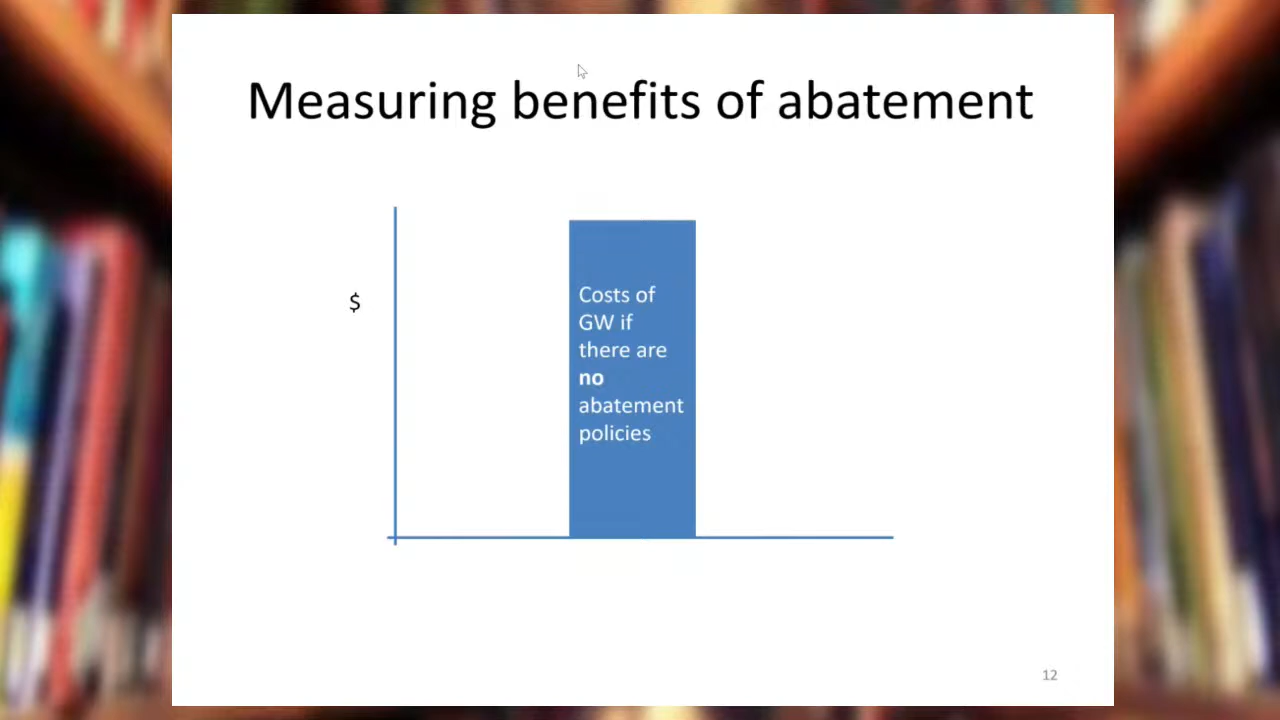 Measuring benefits of abatement
$
Costs of
GW if
there are
no
abatement
policies
12